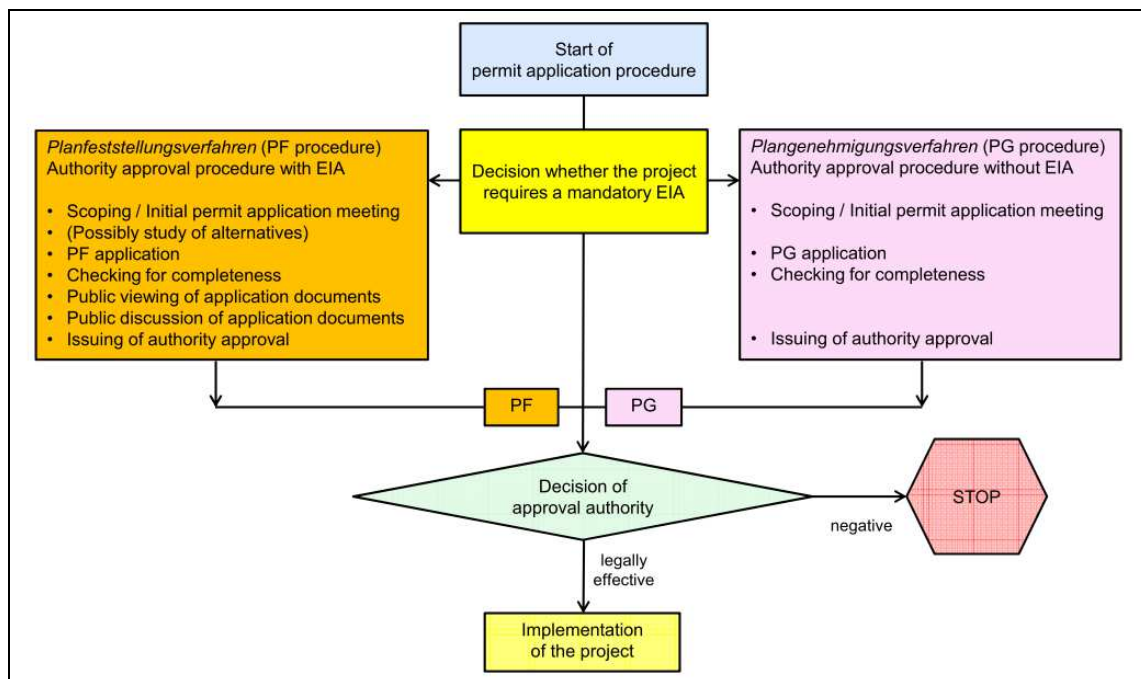 Start of
permit application procedure
Planfeststellungsverfahren (PF procedure)
Authority approval procedure with EIA
• Scoping / Initial permit application meeting
• (Possibly study of alternatives)
• PF application
• Checking for completeness
• Public viewing of application documents
• Public discussion of application documents
• Issuing of authority approval
Decision whether the project
requires a mandatory EIA
Plangenehmigungsverfahren (PG procedure)
Authority approval procedure without EIA
• Scoping / Initial permit application meeting
• PG application
• Checking for completeness
• Issuing of authority approval
PF
PG
Decision of
approval authority
negative
STOP
legally
effective
Implementation
of the project